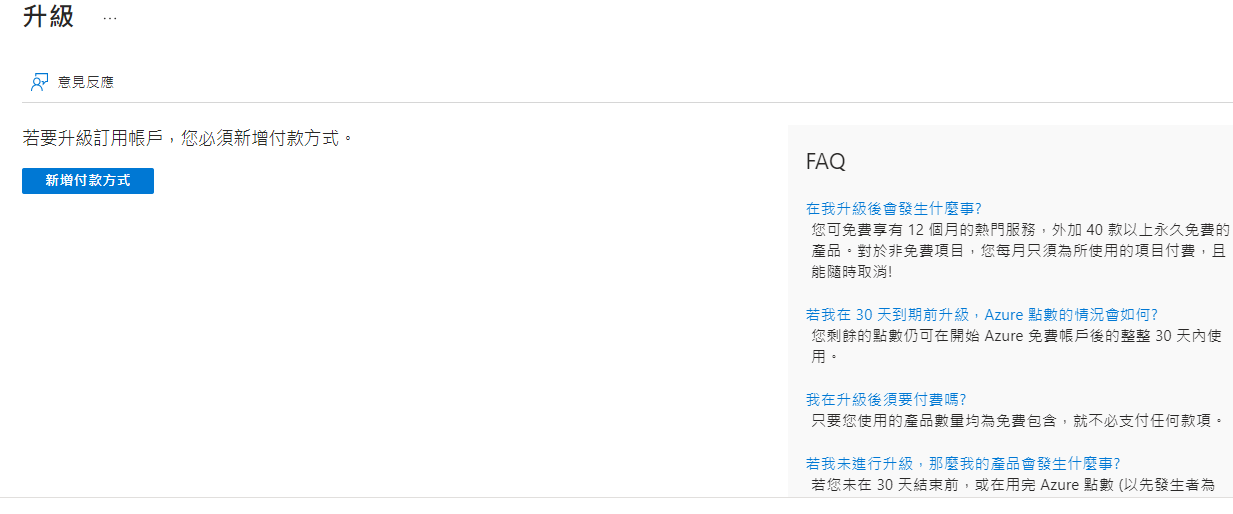 升級 ...
意見反應
若要升級訂用帳戶，您必須新增付款方式。
新增付款方式
FAQ
在我升級後會發生什麼事?
您可免費享有 12 個月的熱門服務，外加 40 款以上永久免費的
產品。對於非免費項目，您每月只須為所使用的項目付費，且
能隨時取消!
若我在 30 天到期前升級，Azure 點數的情況會如何?
您剩餘的點數仍可在開始 Azure 免費帳戶後的整整 30 天內使
用。
我在升級後須要付費嗎?
只要您使用的產品數量均為免費包含，就不必支付任何款項。
若我未進行升級，那麼我的產品會發生什麼事?
若您未在 30 天結束前，或在用完 Azure 點數 (以先發生者為